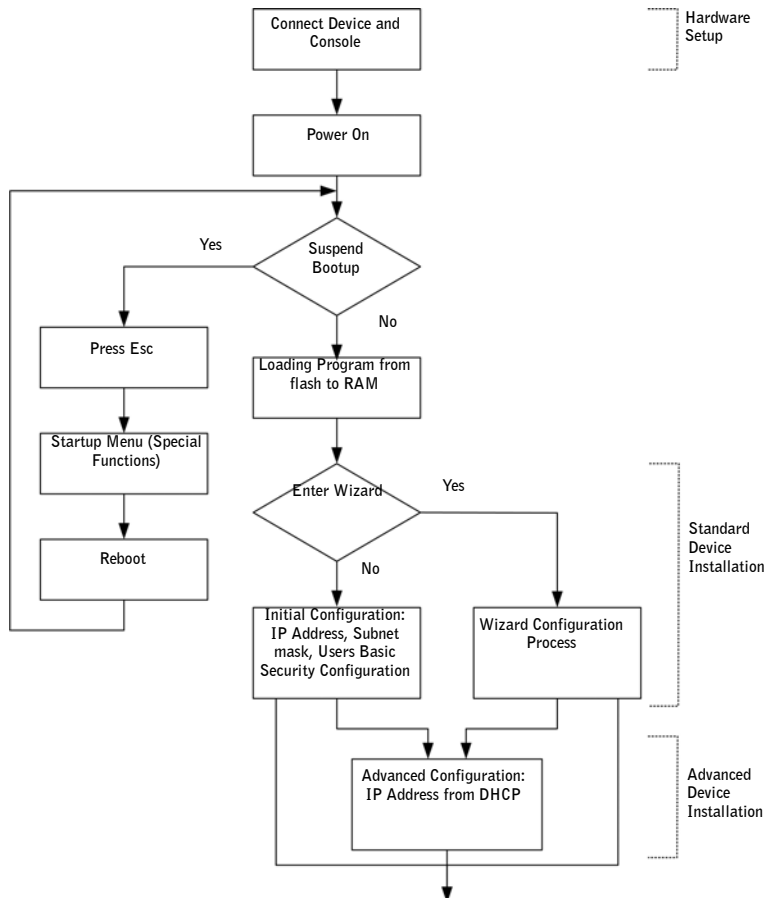 Connect Device and
Console
Hardware
Setup
Power On
Yes
Suspend
Bootup
No
Press Esc
Loading Program from
flash to RAM
Startup Menu (Special
Functions)
Enter Wizard
Yes
Standard
Device
Installation
Reboot
No
Initial Configuration:
IP Address, Subnet
mask, Users Basic
Security Configuration
Wizard Configuration
Process
Advanced Configuration:
IP Address from DHCP
Advanced
Device
Installation